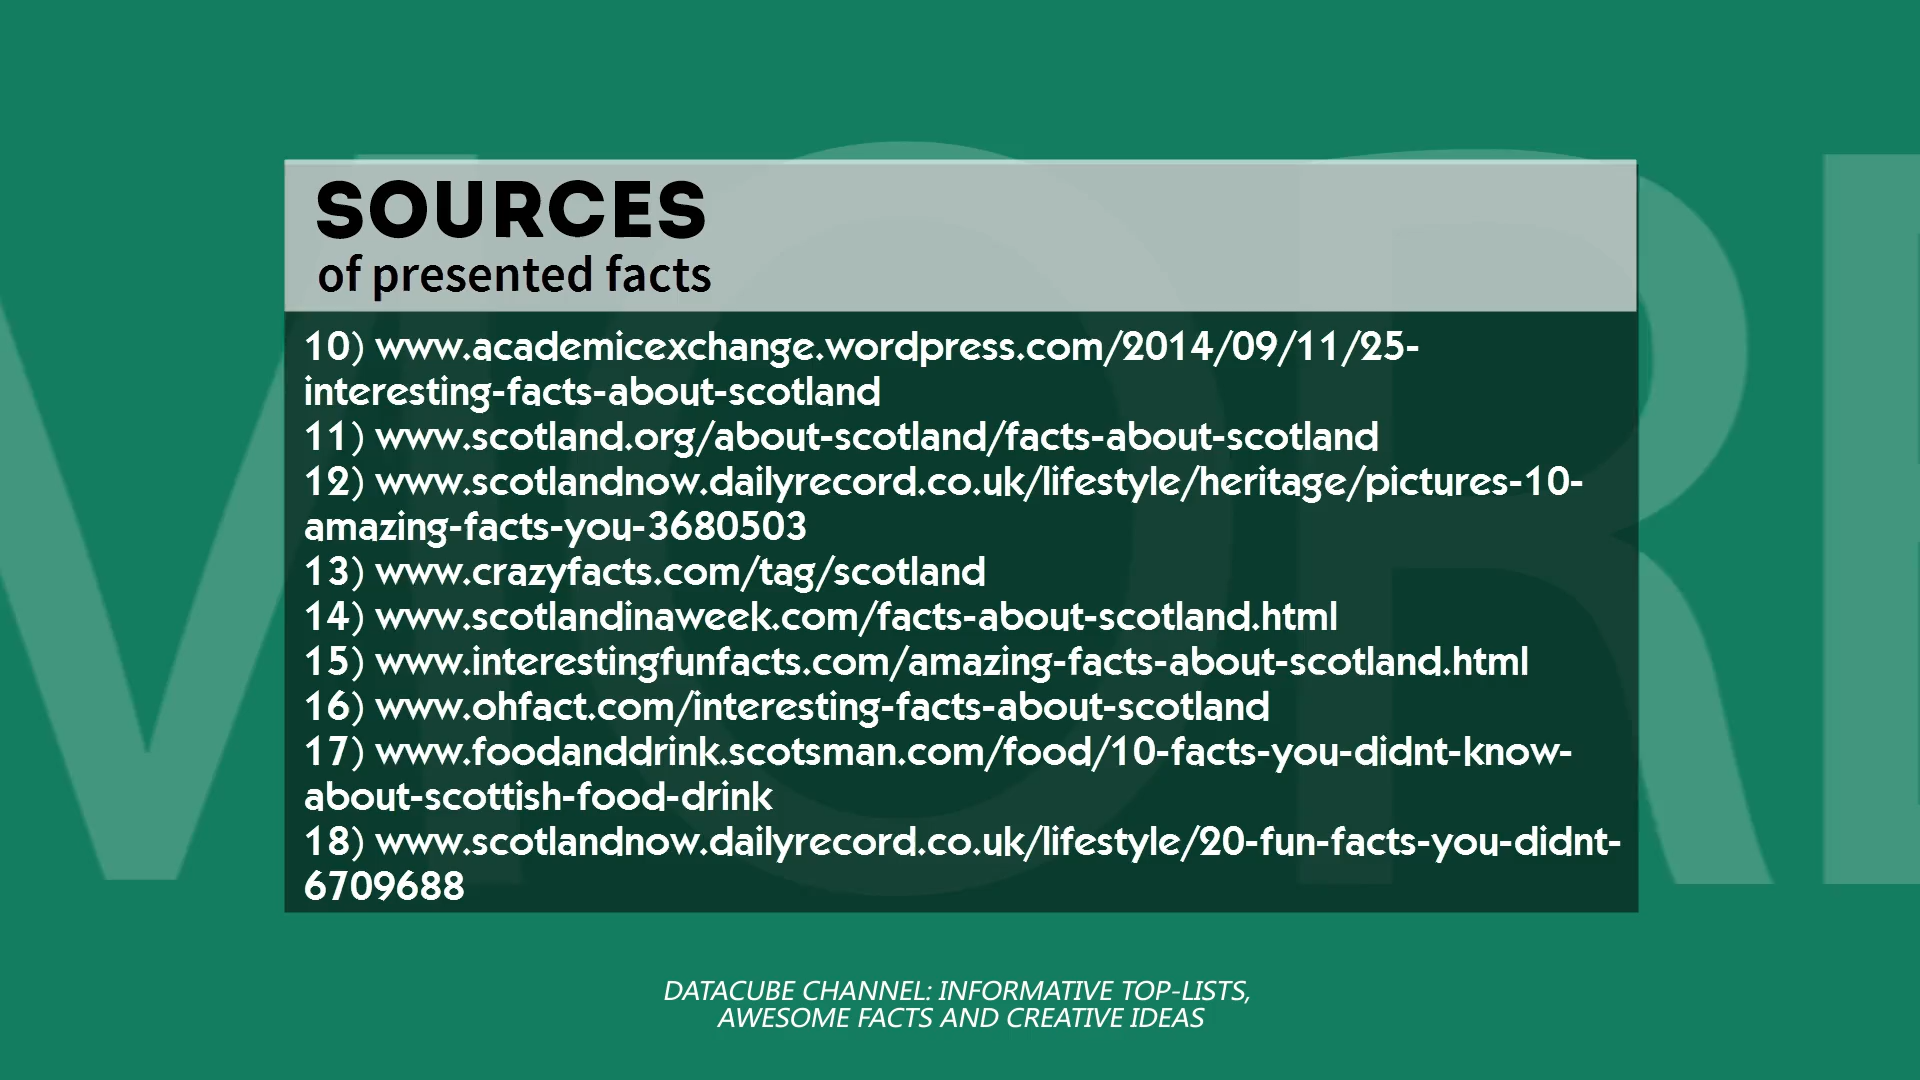 SOURCES
of presented facts
10) www.academicexchange.wordpress.com/2014/09/11/25-
interesting-facts-about-scotland
11) www.scotland.org/about-scotland/facts-about-scotland
12) www.scotlandnow.dailyrecord.co.uk/lifestyle/heritage/pictures-10-
amazing-facts-you-3680503
13) www.crazyfacts.com/tag/scotland
14) www.scotlandinaweek.com/facts-about-scotland.html
15) www.interestingfunfacts.com/amazing-facts-about-scotland.html
16) www.ohfact.com/interesting-facts-about-scotland
17) www.foodanddrink.scotsman.com/food/10-facts-you-didnt-know-
about-scottish-food-drink
18) www.scotlandnow.dailyrecord.co.uk/lifestyle/20-fun-facts-you-didnt-
6709688
DATACUBE CHANNEL: INFORMATIVE TOP-LISTS,
AWESOME FACTS AND CREATIVE IDEAS